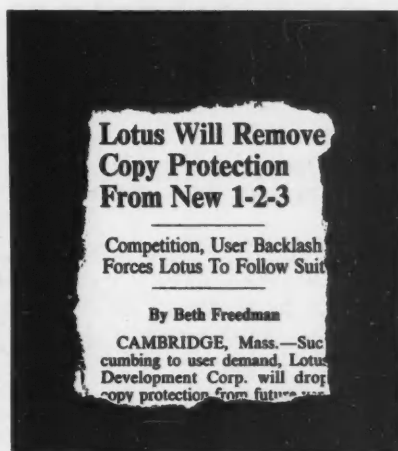 Lotus Will Remove
Copy Protection
From New 1-2-3
Competition, User Backlash
Forces Lotus To Follow Suit
By Beth Freedman
CAMBRIDGE, Mass.—Suc
cumbing to user demand, Lotus
Development Corp. will drop
copy protection from future